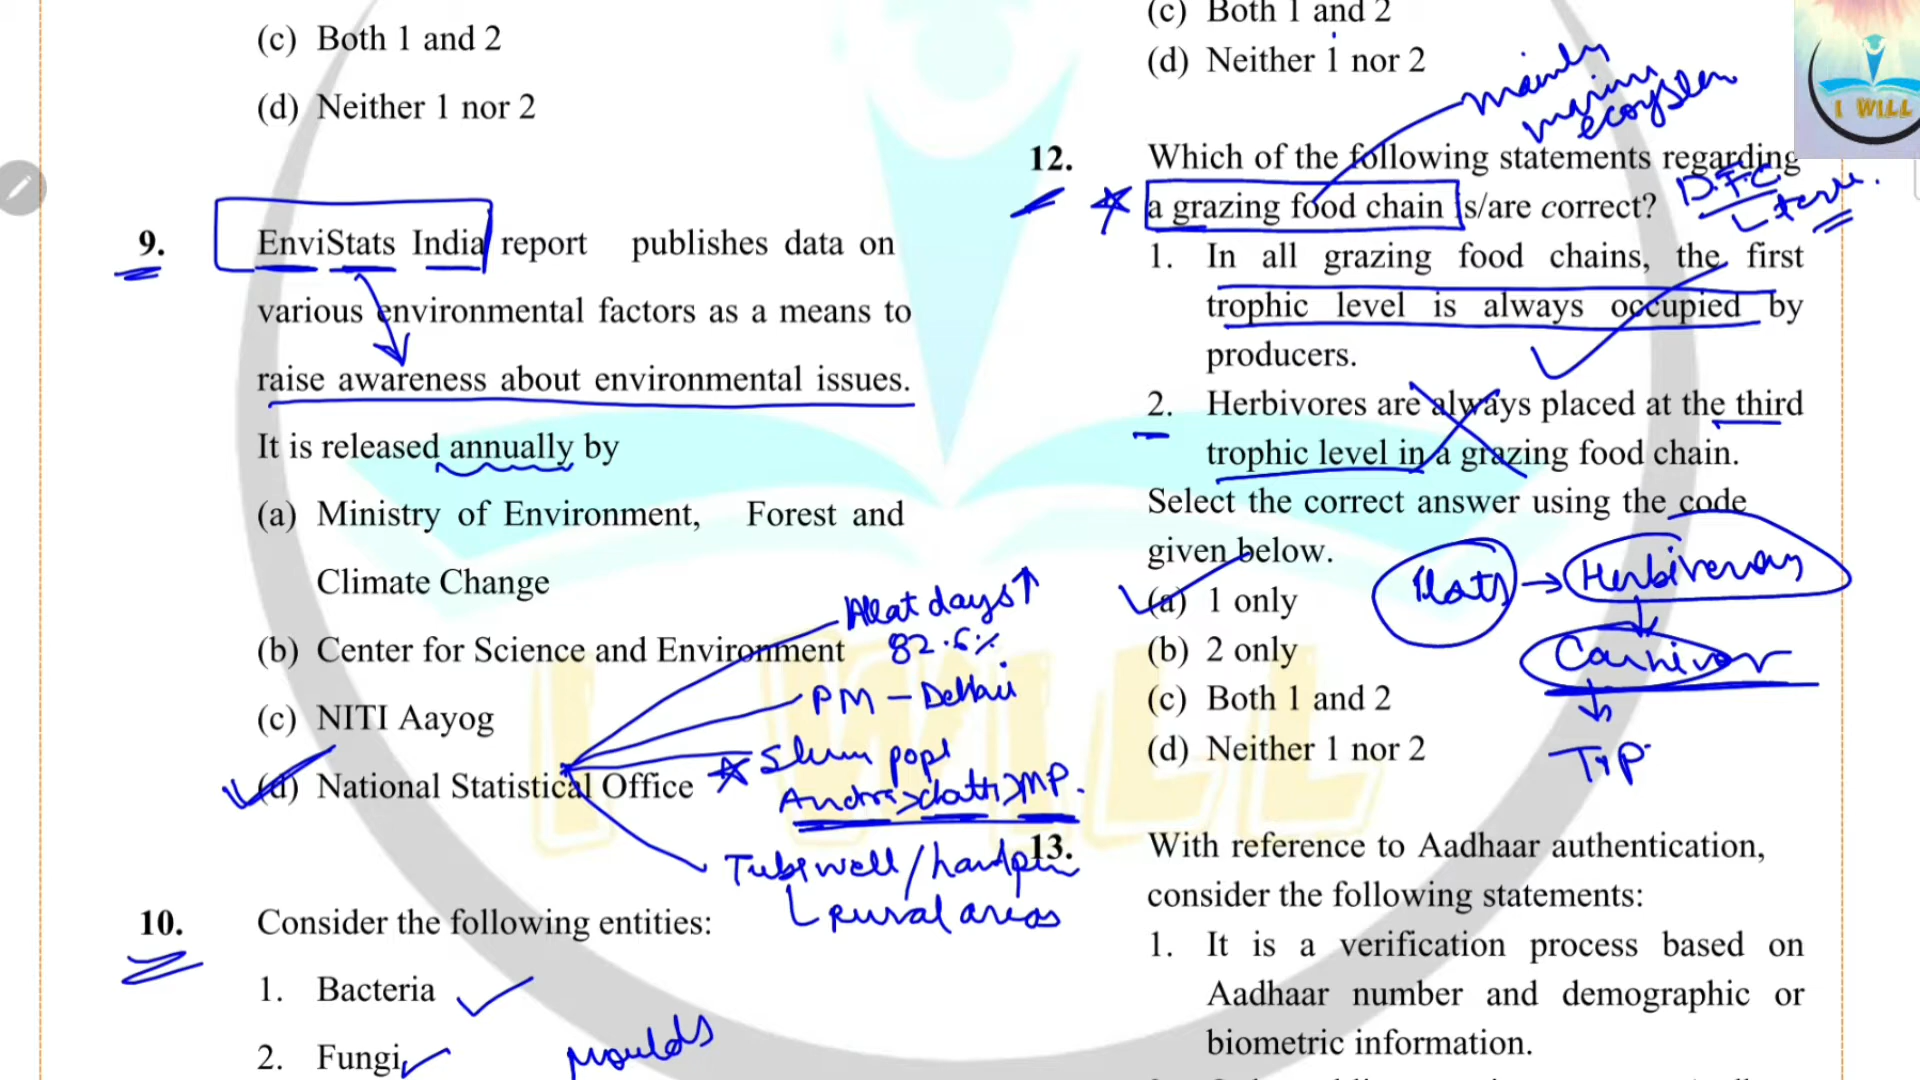 (c) Both 1 and 2
(d) Neither 1 nor 2
9. EnviStats India report publishes data on
various environmental factors as a means to
raise awareness about environmental issues.
It is released annually by
(a) Ministry of Environment, Forest and
Climate Change
(b) Center for Science and Environment
(c) NITI Aayog
(d) National Statistical Office
Heat days ↑
82.6%
PM -
Slum popl
> MP.
Tubewell /
rural areas
10. Consider the following entities:
1. Bacteria
2. Fungi
moulds
(c) Both 1 and 2
(d) Neither 1 nor 2
mainly
marine
I WILL
12. Which of the following statements regarding
a grazing food chain is/are correct?
D.F.C
1. In all grazing food chains, the first
trophic level is always occupied by
producers.
2. Herbivores are always placed at the third
trophic level in a grazing food chain.
Select the correct answer using the code
given below.
(a) 1 only
(b) 2 only
(c) Both 1 and 2
(d) Neither 1 nor 2
13. With reference to Aadhaar authentication,
consider the following statements:
1. It is a verification process based on
Aadhaar number and demographic or
biometric information.
I WILL